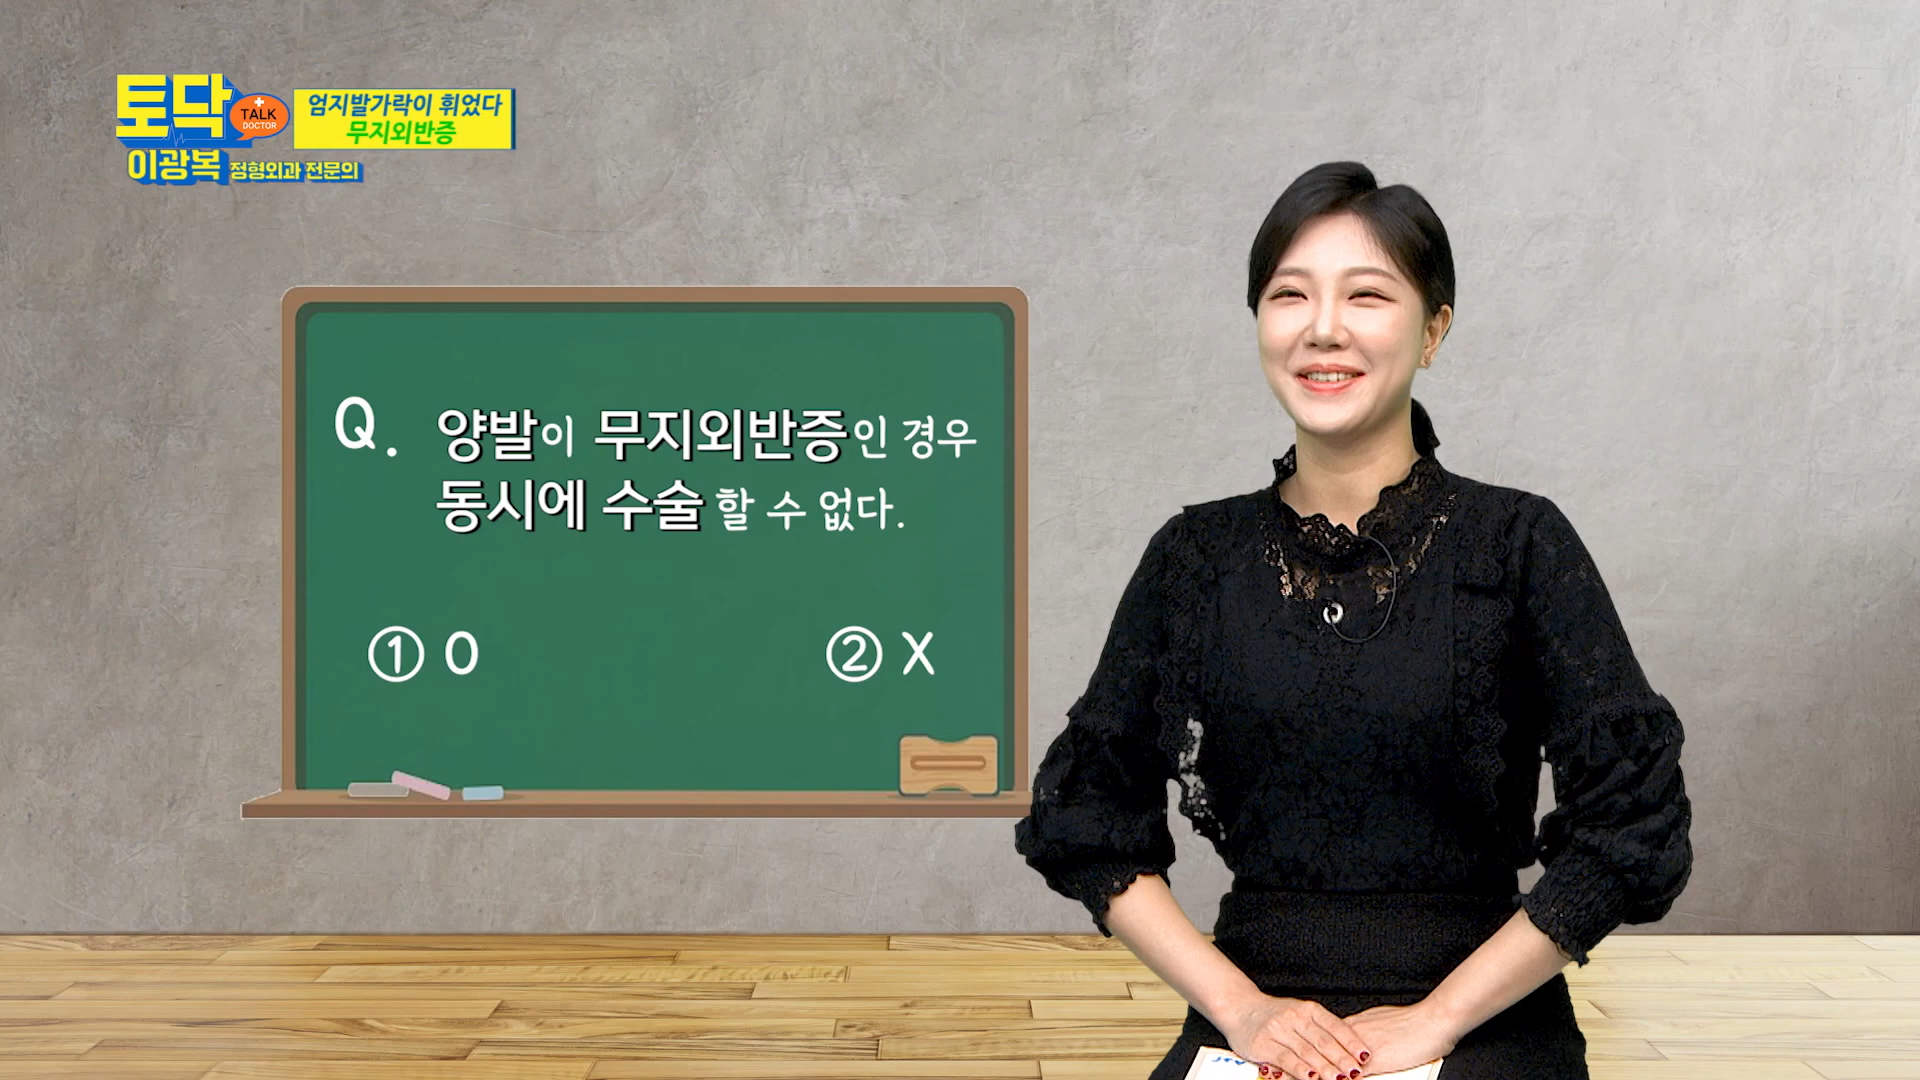 토닥
TALK
DOCTOR
엄지발가락이 휘었다
무지외반증
이광복 정형외과 전문의
Q. 양발이 무지외반증인 경우
동시에 수술 할 수 없다.
① O
② X